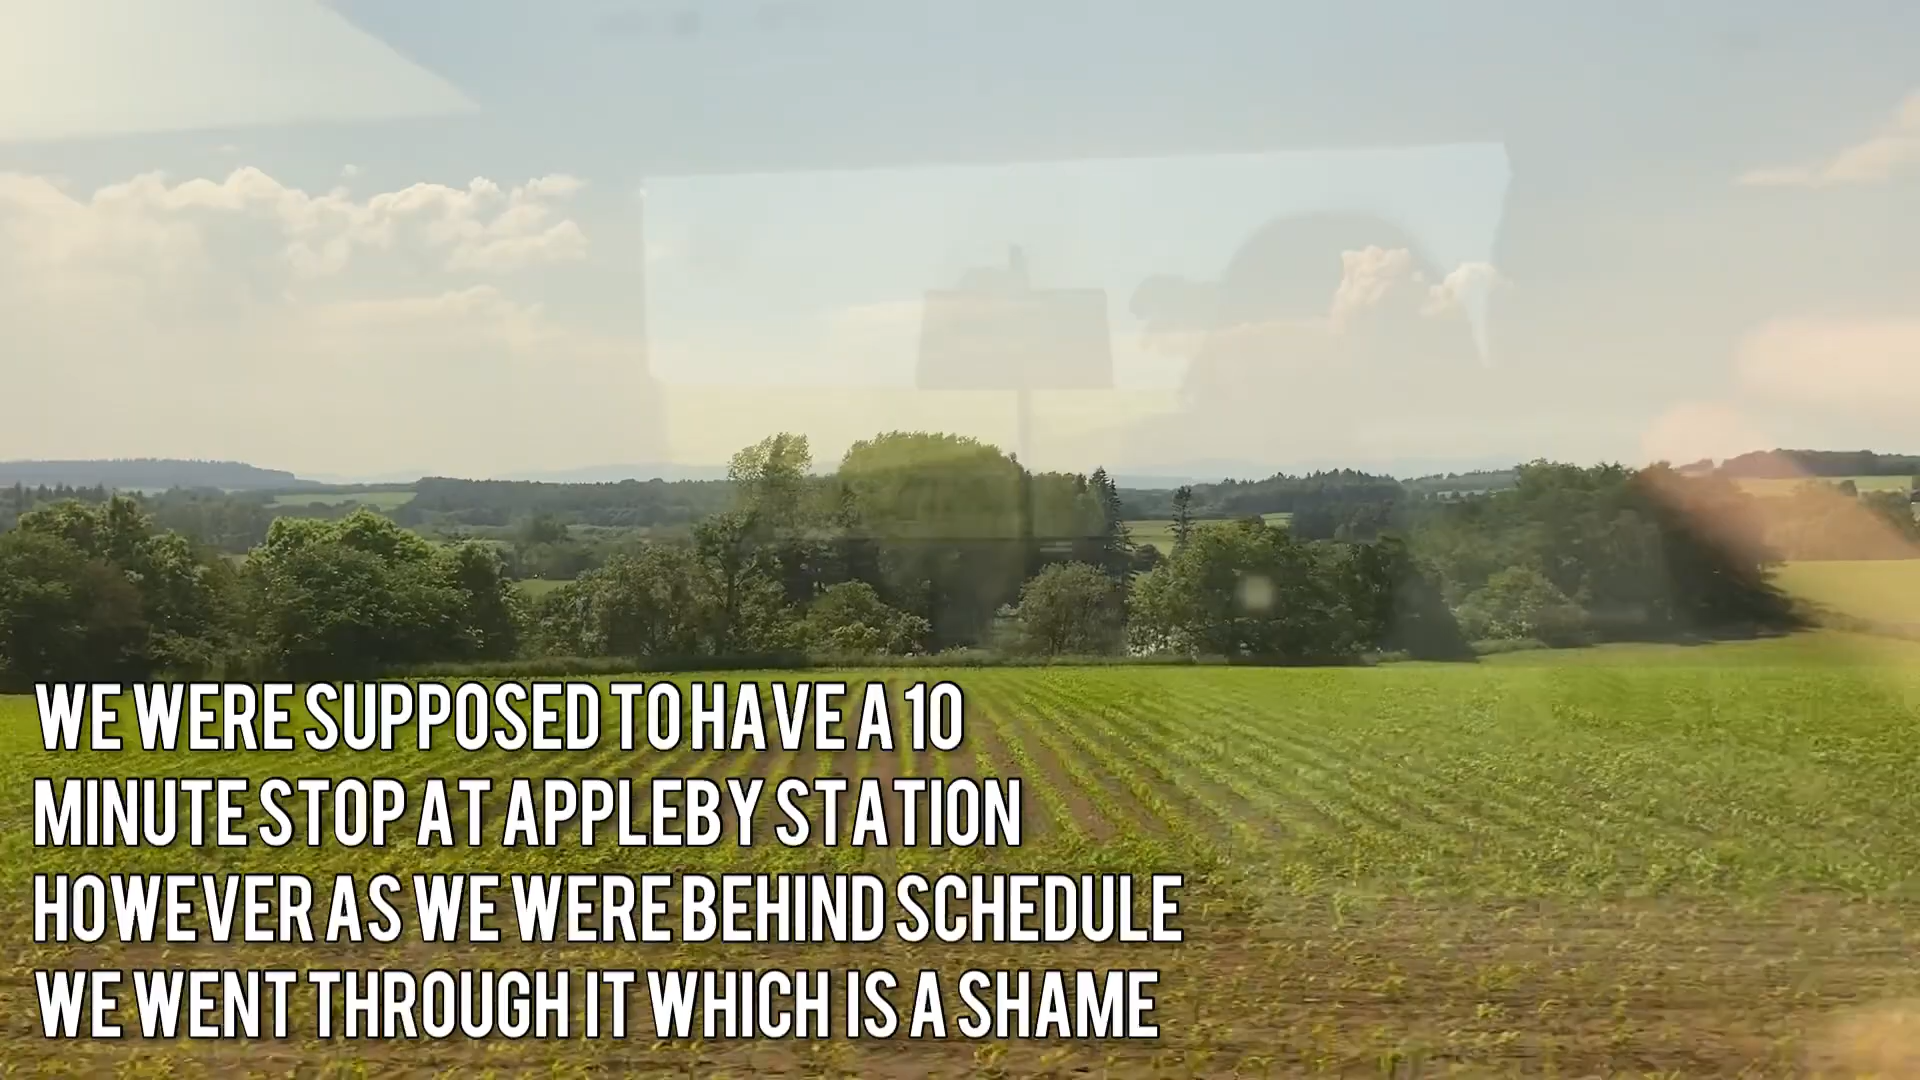 WE WERE SUPPOSED TO HAVE A 10
MINUTE STOP AT APPLEBY STATION
HOWEVER AS WE WERE BEHIND SCHEDULE
WE WENT THROUGH IT WHICH IS A SHAME